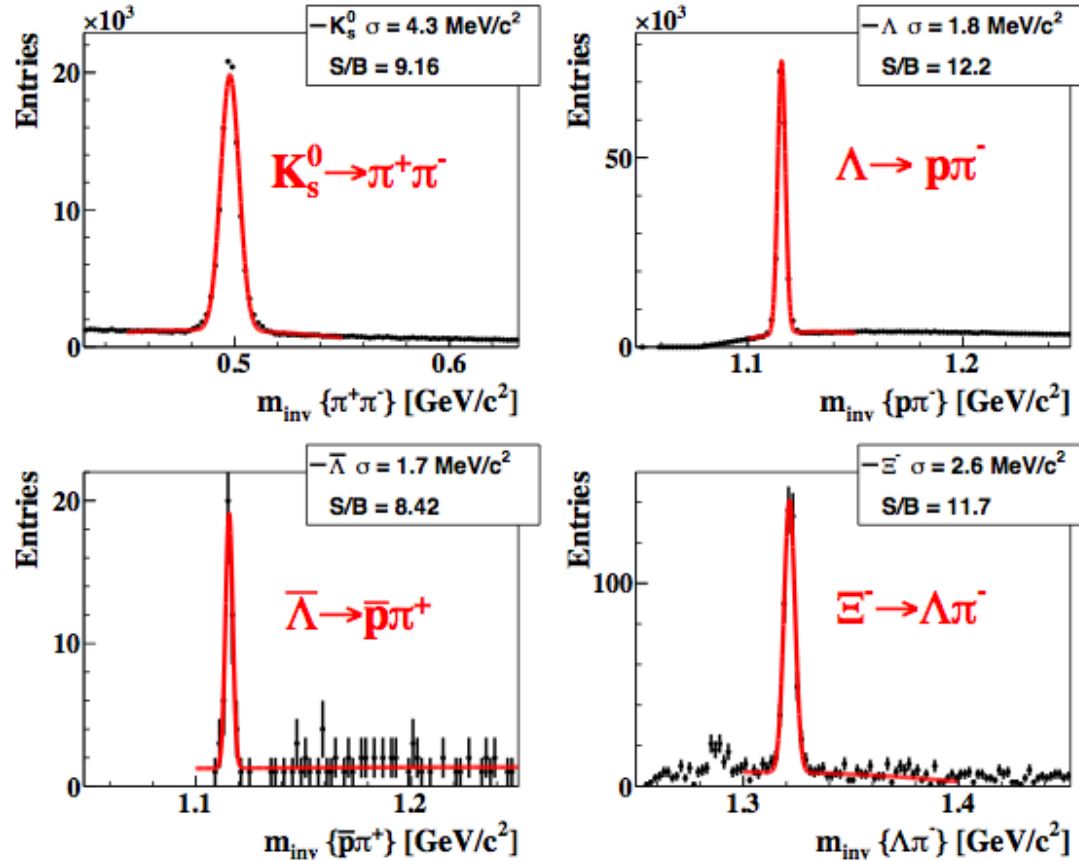 ×10³
K⁰ₛ σ = 4.3 MeV/c²
S/B = 9.16
Entries
20
10
0
K⁰ₛ→π⁺π⁻
0.5
0.6
m_inv {π⁺π⁻} [GeV/c²]
×10³
Λ σ = 1.8 MeV/c²
S/B = 12.2
Entries
50
0
Λ→ pπ⁻
1.1
1.2
m_inv {pπ⁻} [GeV/c²]
Λ̅ σ = 1.7 MeV/c²
S/B = 8.42
Entries
20
10
0
Λ̅→p̅π⁺
1.1
1.2
m_inv {p̅π⁺} [GeV/c²]
Ξ⁻ σ = 2.6 MeV/c²
S/B = 11.7
Entries
100
0
Ξ⁻→Λπ⁻
1.3
1.4
m_inv {Λπ⁻} [GeV/c²]